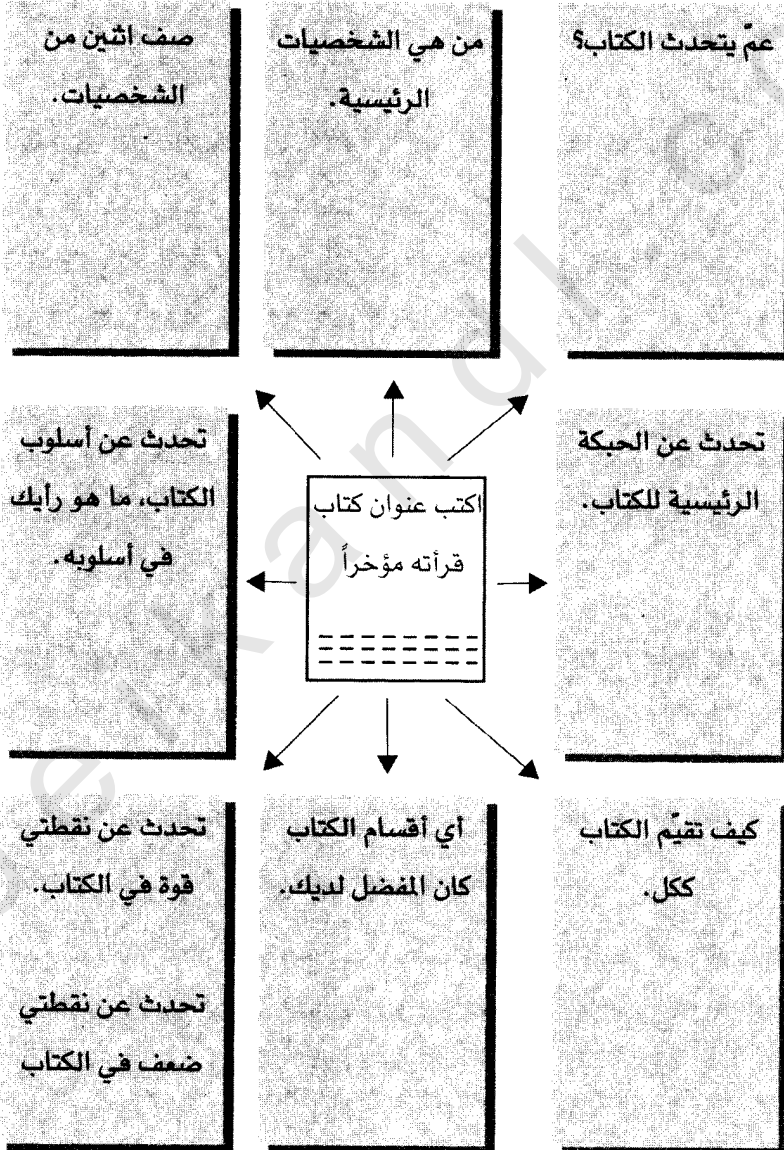 عمّ يتحدث الكتاب؟
من هي الشخصيات
الرئيسية.
صف اثنين من
الشخصيات.
تحدث عن الحبكة
الرئيسية للكتاب.
اكتب عنوان كتاب
قرأته مؤخراً
تحدث عن أسلوب
الكتاب، ما هو رأيك
في أسلوبه.
كيف تقيّم الكتاب
ككل.
أي أقسام الكتاب
كان المفضل لديك.
تحدث عن نقطتي
قوة في الكتاب.
تحدث عن نقطتي
ضعف في الكتاب